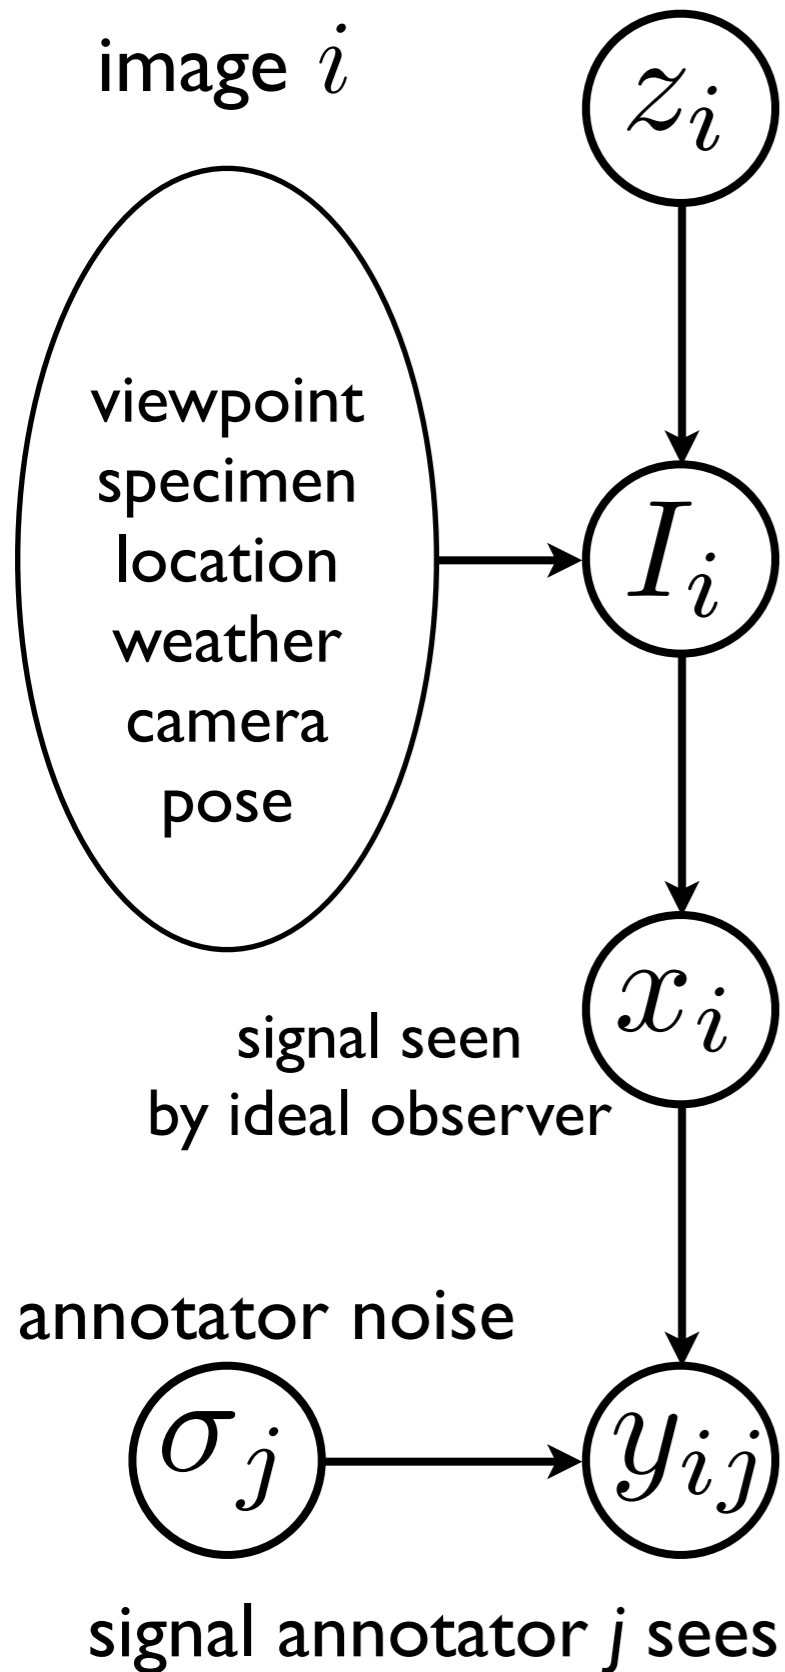 image i
z_i
viewpoint
specimen
location
weather
camera
pose
I_i
x_i
signal seen
by ideal observer
annotator noise
σ_j
y_ij
signal annotator j sees